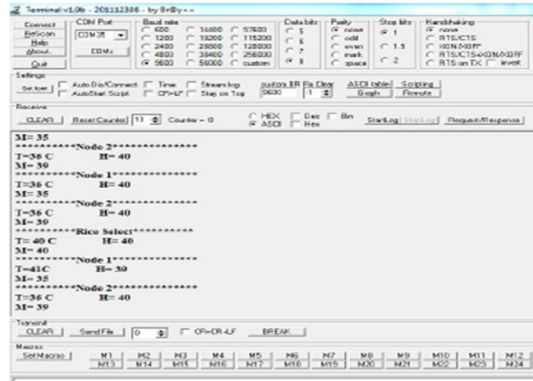 Terminal v1.9b - 20111230B - by Br@y++
Connect
ReScan
Help
About..
Quit
COM Port
COM35
COMs
Baud rate
600 14400 57600
1200 19200 115200
2400 28800 128000
4800 38400 256000
9600 56000 custom
Data bits
5
6
7
8
Parity
none
odd
even
mark
space
Stop bits
1
1.5
2
Handshaking
none
RTS/CTS
XON/XOFF
RTS/CTS+XON/XOFF
RTS on TX invert
Settings
Set font
Auto Dis/Connect Time Stream log custom BR Rx Clear ASCII table Scripting
AutoStart Script CR=LF Stay on Top 9600 -1 Graph Remote
Receive
CLEAR Reset Counter 13 Counter = 0 HEX Dec Bin
ASCII Hex StartLog StopLog Request/Response
M= 35
**********Node 2**************
T=36 C H= 40
M= 39
**********Node 1**************
T=36 C H= 40
M= 35
**********Node 2**************
T=36 C H= 40
M= 39
**********Rice Select************
T= 40 C H= 40
M= 40
**********Node 1**************
T=41C H= 39
M= 35
**********Node 2**************
T=36 C H= 40
M= 39
Transmit
CLEAR Send File 0 CR=CR+LF BREAK
Macros
Set Macros M1 M2 M3 M4 M5 M6 M7 M8 M9 M10 M11 M12
M13 M14 M15 M16 M17 M18 M19 M20 M21 M22 M23 M24